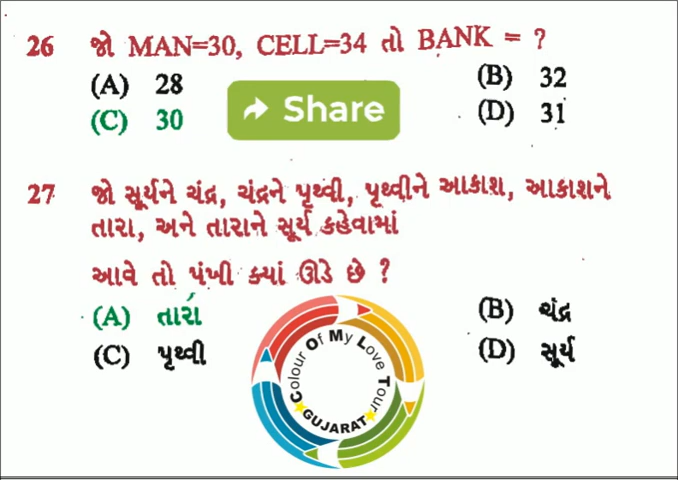 26 જો MAN=30, CELL=34 તો BANK = ?
(A) 28 (B) 32
(C) 30 (D) 31
Share
27 જો સૂર્યને ચંદ્ર, ચંદ્રને પૃથ્વી, પૃથ્વીને આકાશ, આકાશને
તારા, અને તારાને સૂર્ય કહેવામાં
આવે તો પંખી ક્યાં ઊડે છે ?
(A) તારા (B) ચંદ્ર
(C) પૃથ્વી (D) સૂર્ય
Colour Of My Love Tour
GUJARAT